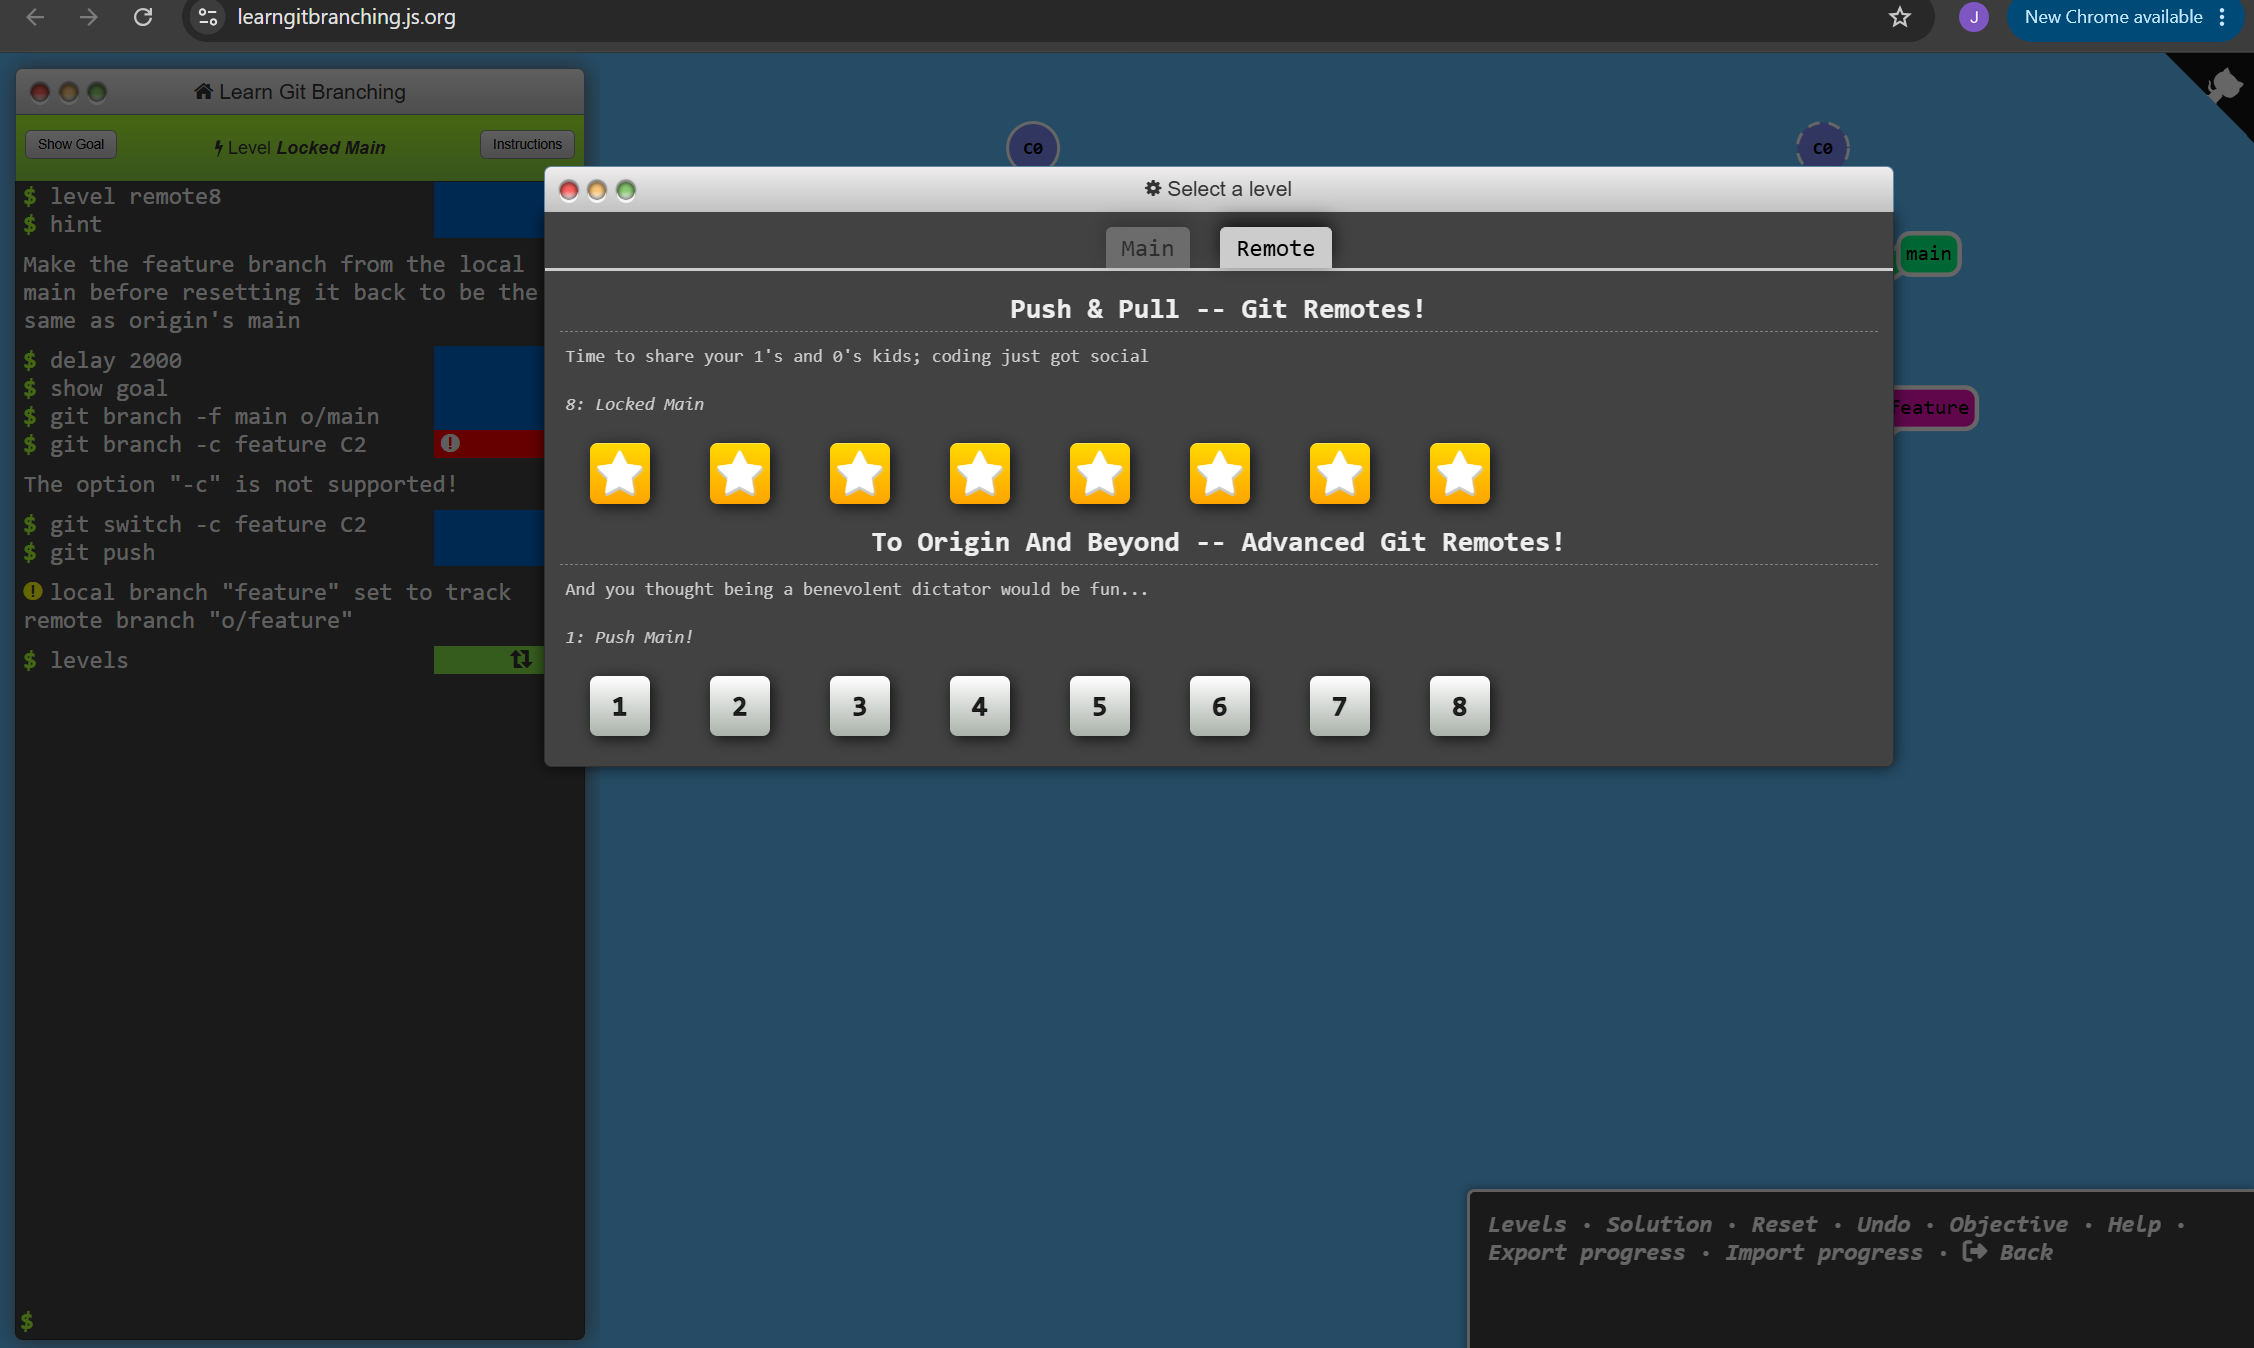 learngitbranching.js.org
J
New Chrome available
Learn Git Branching
Show Goal
Level Locked Main
Instructions
$ level remote8
$ hint
Make the feature branch from the local
main before resetting it back to be the
same as origin's main
$ delay 2000
$ show goal
$ git branch -f main o/main
$ git branch -c feature C2
The option "-c" is not supported!
$ git switch -c feature C2
$ git push
local branch "feature" set to track
remote branch "o/feature"
$ levels
$
C0
C0
main
feature
Select a level
Main
Remote
Push & Pull -- Git Remotes!
Time to share your 1's and 0's kids; coding just got social
8: Locked Main
To Origin And Beyond -- Advanced Git Remotes!
And you thought being a benevolent dictator would be fun...
1: Push Main!
1 2 3 4 5 6 7 8
Levels · Solution · Reset · Undo · Objective · Help ·
Export progress · Import progress · Back